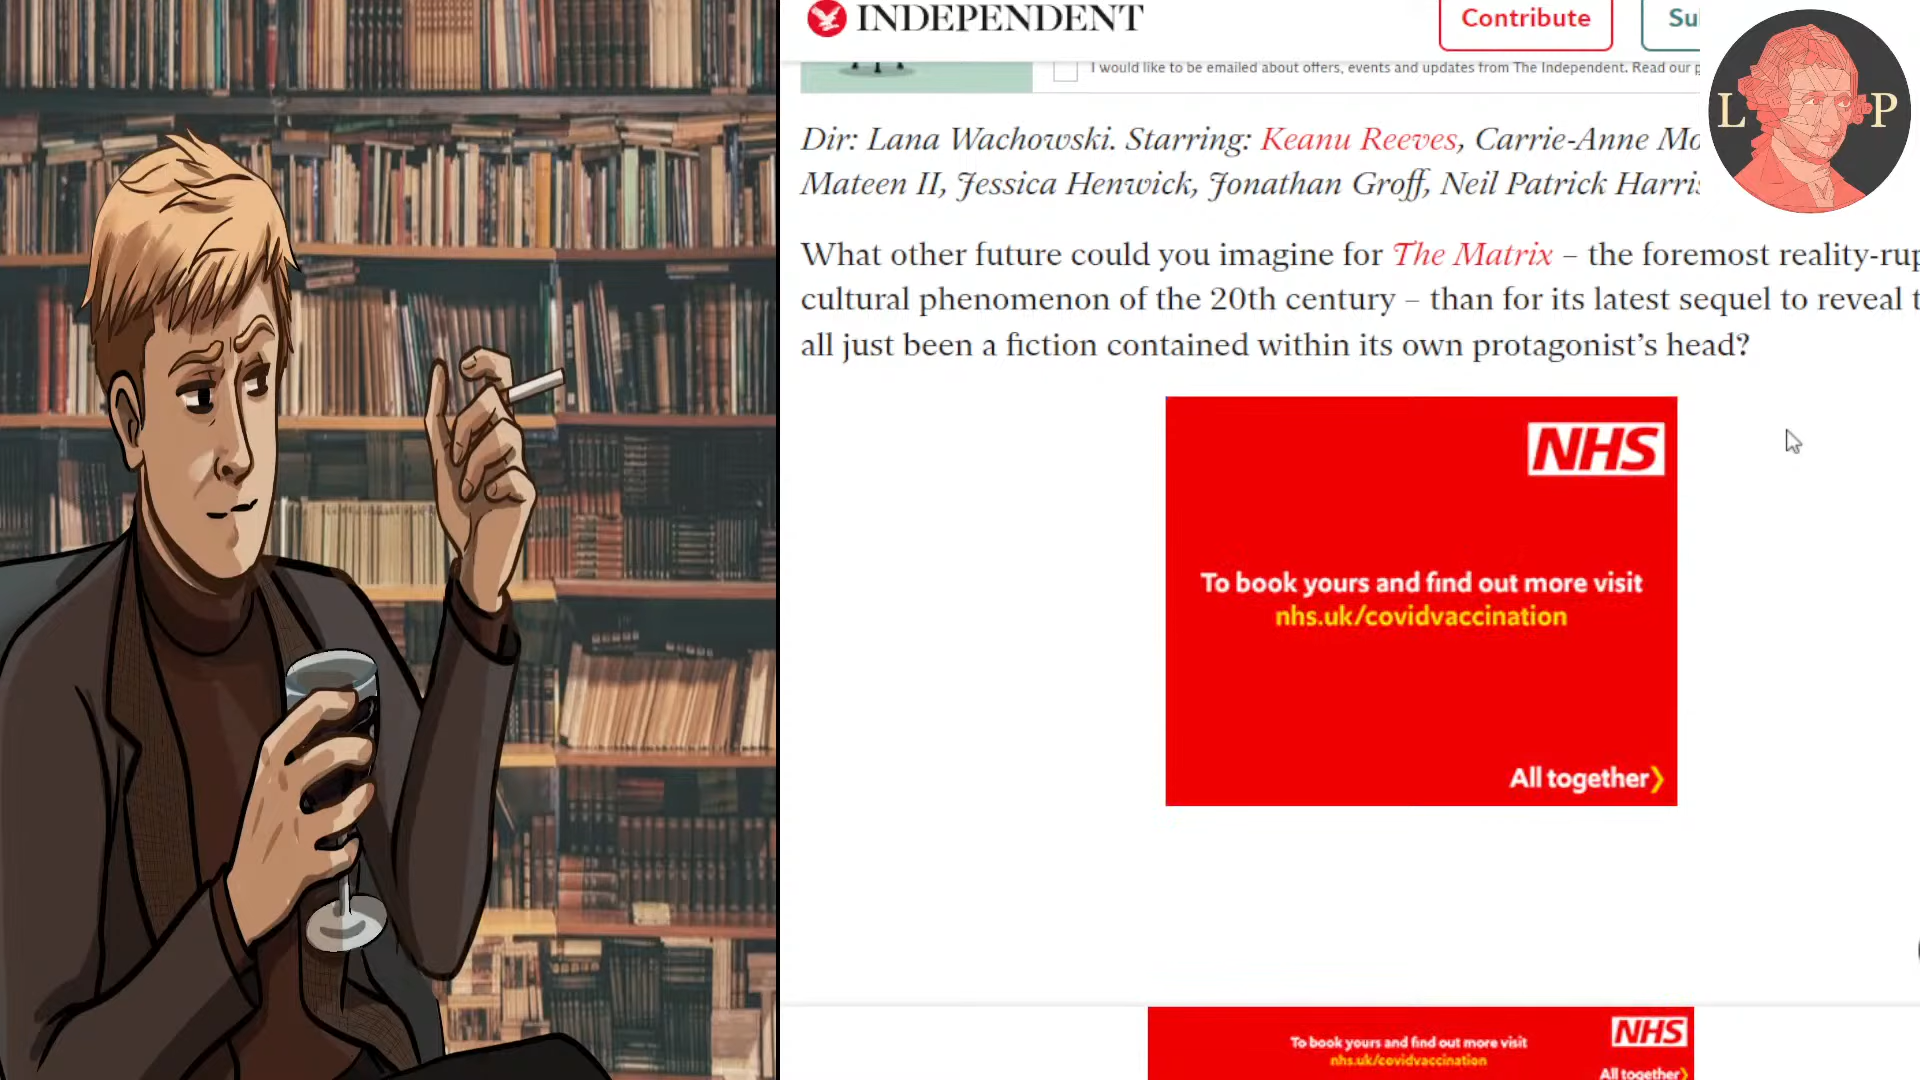 INDEPENDENT
Contribute
I would like to be emailed about offers, events and updates from The Independent. Read our
L P
Dir: Lana Wachowski. Starring: Keanu Reeves, Carrie-Anne
Mateen II, Jessica Henwick, Jonathan Groff, Neil Patrick
What other future could you imagine for The Matrix – the foremost
cultural phenomenon of the 20th century – than for its latest sequel to reveal
all just been a fiction contained within its own protagonist's head?
NHS
To book yours and find out more visit
nhs.uk/covidvaccination
All together
NHS
To book yours and find out more visit
nhs.uk/covidvaccination
All together